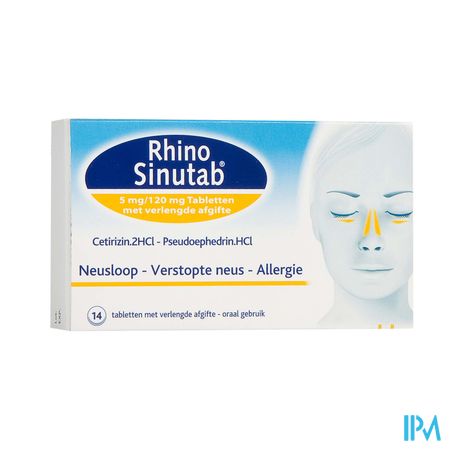 Rhino
Sinutab®
5 mg/120 mg Tabletten
met verlengde afgifte
Cetirizin.2HCl - Pseudoephedrin.HCl
Neusloop - Verstopte neus - Allergie
14 tabletten met verlengde afgifte - oraal gebruik
IPM